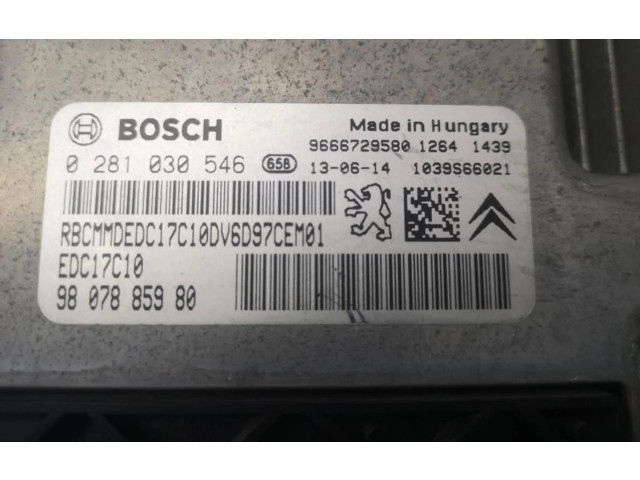 BOSCH
Made in Hungary
9666729580 1264 1439
0 281 030 546 658 13-06-14 1039S66021
RBCMMDEDC17C10DV6D97CEM01
EDC17C10
98 078 859 80